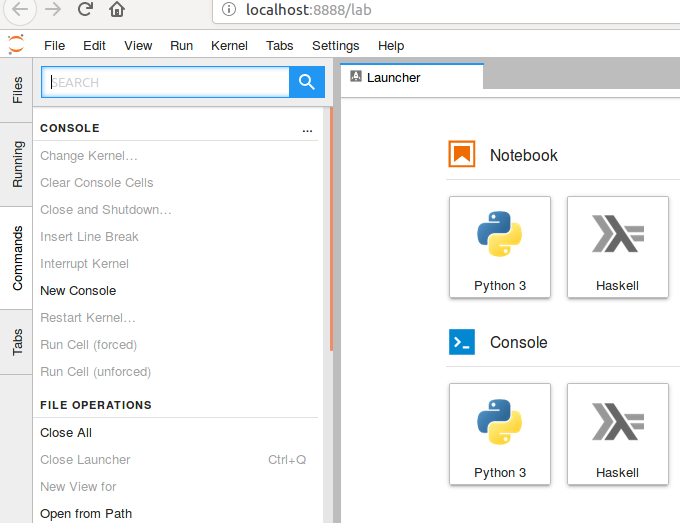 localhost:8888/lab
File Edit View Run Kernel Tabs Settings Help
Files
Running
Commands
Tabs
SEARCH
CONSOLE ...
Change Kernel...
Clear Console Cells
Close and Shutdown...
Insert Line Break
Interrupt Kernel
New Console
Restart Kernel...
Run Cell (forced)
Run Cell (unforced)
FILE OPERATIONS
Close All
Close Launcher Ctrl+Q
New View for
Open from Path
Launcher
Notebook
Python 3 Haskell
Console
Python 3 Haskell